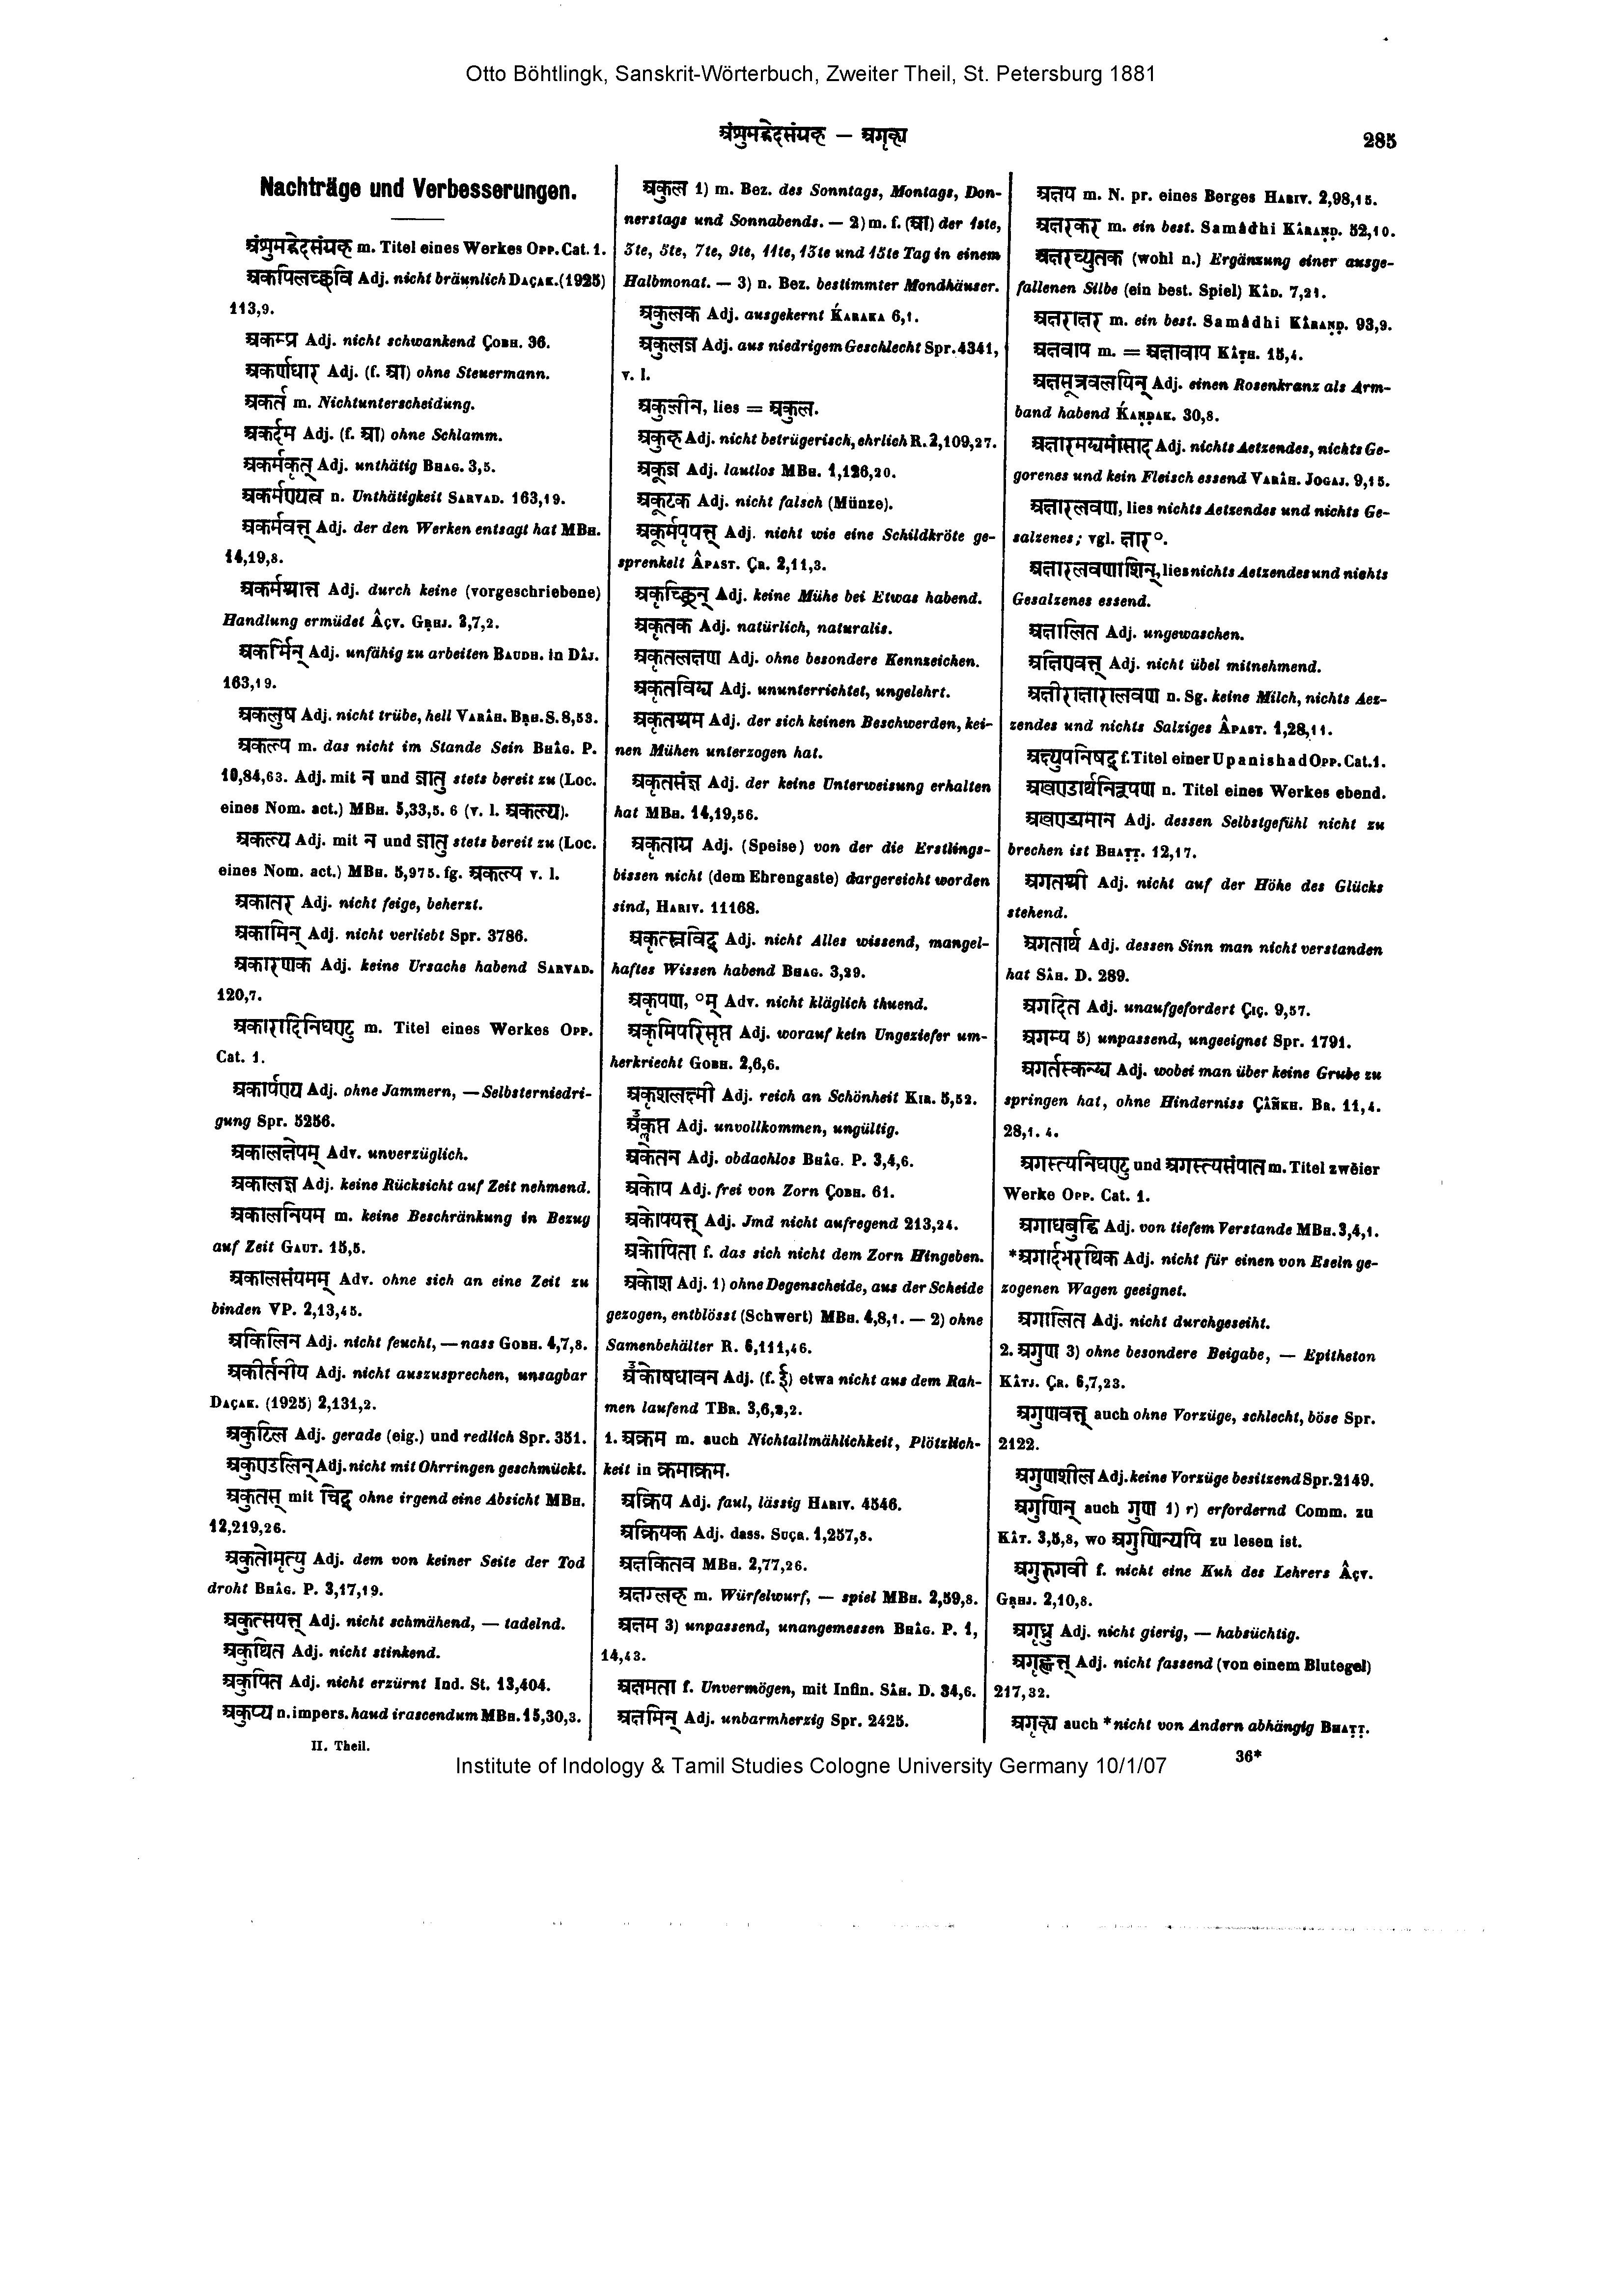 Otto Böhtlingk, Sanskrit-Wörterbuch, Zweiter Theil, St. Petersburg 1881
अंशुमद्भेदसंग्रह — अगृह्य
285
Nachträge und Verbesserungen.
अंशुमद्भेदसंग्रह m. Titel eines Werkes Opp. Cat. 1.
अकपिलच्छवि Adj. nicht bräunlich Daçak. (1925)
113,9.
अकम्प्र Adj. nicht schwankend Çobh. 36.
अकर्णधार Adj. (f. आ) ohne Steuermann.
अकर्त m. Nichtunterscheidung.
अकर्दम Adj. (f. आ) ohne Schlamm.
अकर्मकृत् Adj. unthätig Bhag. 3,5.
अकर्मण्यत्व n. Unthätigkeit Sarvad. 163,19.
अकर्मवत्त् Adj. der den Werken entsagt hat MBh.
14,19,8.
अकर्मश्रात्त Adj. durch keine (vorgeschriebene)
Handlung ermüdet Âçv. Gṛhj. 3,7,2.
अकर्मिन् Adj. unfähig zu arbeiten Baudh. in Dâj.
163,19.
अकलुष Adj. nicht trübe, hell Varâh. Bṛh. S. 8,53.
अकल्प m. das nicht im Stande Sein Bhâg. P.
10,84,63. Adj. mit न und जातु stets bereit zu (Loc.
eines Nom. act.) MBh. 5,33,5. 6 (v. l. अकल्य).
अकल्य Adj. mit न und जातु stets bereit zu (Loc.
eines Nom. act.) MBh. 5,975. fg. अकल्प v. l.
अकातर Adj. nicht feige, beherzt.
अकामिन् Adj. nicht verliebt Spr. 3786.
अकारणक Adj. keine Ursache habend Sarvad.
120,7.
अकारादिनिघण्टु m. Titel eines Werkes Opp.
Cat. 1.
अकार्पण्य Adj. ohne Jammern, — Selbsterniedri-
gung Spr. 5256.
अकालक्षेपम् Adv. unverzüglich.
अकालज्ञ Adj. keine Rücksicht auf Zeit nehmend.
अकालनियम m. keine Beschränkung in Bezug
auf Zeit Gaut. 15,5.
अकालसंयमम् Adv. ohne sich an eine Zeit zu
binden VP. 2,13,45.
अकिलिन Adj. nicht feucht, — nass Gobh. 4,7,8.
अकीर्तनीय Adj. nicht auszusprechen, unsagbar
Daçak. (1925) 2,131,2.
अकुटिल Adj. gerade (eig.) und redlich Spr. 351.
अकुण्डलिन् Adj. nicht mit Ohrringen geschmückt.
अकुतस् mit चिद् ohne irgend eine Absicht MBh.
12,219,26.
अकुतोमृत्यु Adj. dem von keiner Seite der Tod
droht Bhâg. P. 3,17,19.
अकुत्सयत्त् Adj. nicht schmähend, — tadelnd.
अकुथित Adj. nicht stinkend.
अकुपित Adj. nicht erzürnt Ind. St. 13,404.
अकुप्य n. impers. haud irascendum MBh. 15,30,3.
II. Theil.
अकुल 1) m. Bez. des Sonntags, Montags, Don-
nerstags und Sonnabends. — 2) m. f. (आ) der 1ste,
3te, 5te, 7te, 9te, 11te, 13te und 15te Tag in einem
Halbmonat. — 3) n. Bez. bestimmter Mondhäuser.
अकुलक Adj. ausgekernt Ḱaraka 6,1.
अकुलज Adj. aus niedrigem Geschlecht Spr. 4341,
v. l.
अकुलीन, lies = अकुल.
अकुह Adj. nicht betrügerisch, ehrlich R. 2,109,27.
अकूज Adj. lautlos MBh. 1,126,20.
अकूटक Adj. nicht falsch (Münze).
अकूर्मपृषत्त् Adj. nicht wie eine Schildkröte ge-
sprenkelt Âpast. Çr. 2,11,3.
अकृच्छ्रिन् Adj. keine Mühe bei Etwas habend.
अकृतक Adj. natürlich, naturalis.
अकृतलक्षण Adj. ohne besondere Kennzeichen.
अकृतविद्य Adj. ununterrichtet, ungelehrt.
अकृतश्रम Adj. der sich keinen Beschwerden, kei-
nen Mühen unterzogen hat.
अकृतसंज्ञ Adj. der keine Unterweisung erhalten
hat MBh. 14,19,56.
अकृताग्र Adj. (Speise) von der die Erstlings-
bissen nicht (dem Ehrengaste) dargereicht worden
sind, Hariv. 11168.
अकृत्स्नविद् Adj. nicht Alles wissend, mangel-
haftes Wissen habend Bhag. 3,29.
अकृपण, °म् Adv. nicht kläglich thuend.
अकृमिपरिसृप्त Adj. worauf kein Ungeziefer um-
herkriecht Gobh. 2,6,6.
अकृशलक्ष्मी Adj. reich an Schönheit Kir. 5,52.
अक्लृप्त Adj. unvollkommen, ungültig.
अकेतन Adj. obdachlos Bhâg. P. 3,4,6.
अकोप Adj. frei von Zorn Çobh. 61.
अकोपयत्त् Adj. Jmd nicht aufregend 213,24.
अकोपिता f. das sich nicht dem Zorn Hingeben.
अकोश Adj. 1) ohne Degenscheide, aus der Scheide
gezogen, entblösst (Schwert) MBh. 4,8,1. — 2) ohne
Samenbehälter R. 6,111,46.
अकोषधावन Adj. (f. ई) etwa nicht aus dem Rah-
men laufend TBr. 3,6,2,2.
1. अक्रम m. auch Nichtallmählichkeit, Plötzlich-
keit in क्रमाक्रम.
अक्रिय Adj. faul, lässig Hariv. 4546.
अक्रियक Adj. dass. Suça. 1,257,8.
अक्षकितव MBh. 2,77,26.
अक्षग्लह m. Würfelwurf, — spiel MBh. 2,59,8.
अक्षम 3) unpassend, unangemessen Bhâg. P. 1,
14,43.
अक्षमता f. Unvermögen, mit Infin. Sâh. D. 34,6.
अक्षमिन् Adj. unbarmherzig Spr. 2425.
अक्षय m. N. pr. eines Berges Hariv. 2,98,15.
अक्षरकर m. ein best. Samâdhi Kâraṇḍ. 52,10.
अक्षरच्युतक (wohl n.) Ergänzung einer ausge-
fallenen Silbe (ein best. Spiel) Kâd. 7,21.
अक्षराक्षर m. ein best. Samâdhi Kâraṇḍ. 93,9.
अक्षवाप m. = अक्षावाप Kâṭh. 15,4.
अक्षसूत्रवलयिन् Adj. einen Rosenkranz als Arm-
band habend Ḱaṇḍak. 30,8.
अक्षारमद्यमांसाद Adj. nichts Aetzendes, nichts Ge-
gorenes und kein Fleisch essend Varâh. Jogaj. 9,15.
अक्षारलवण, lies nichts Aetzendes und nichts Ge-
salzenes; vgl. क्षार°.
अक्षारलवणाशिन्, lies nichts Aetzendes und nichts
Gesalzenes essend.
अक्षालित Adj. ungewaschen.
अक्षिण्वत्त् Adj. nicht übel mitnehmend.
अक्षीराक्षारालवण n. Sg. keine Milch, nichts Aet-
zendes und nichts Salziges Âpast. 1,28,11.
अक्ष्युपनिषद् f. Titel einer Upanishad Opp. Cat. 1.
अखण्डार्थनिरूपण n. Titel eines Werkes ebend.
अखण्ड्यमान Adj. dessen Selbstgefühl nicht zu
brechen ist Bhaṭṭ. 12,17.
अगतश्री Adj. nicht auf der Höhe des Glücks
stehend.
अगतार्थ Adj. dessen Sinn man nicht verstanden
hat Sâh. D. 289.
अगदित Adj. unaufgefordert Çiç. 9,57.
अगम्य 5) unpassend, ungeeignet Spr. 1791.
अगर्तस्कन्द्य Adj. wobei man über keine Grube zu
springen hat, ohne Hinderniss Çâñkh. Br. 11,4.
28,1. 4.
अगस्त्यनिघण्टु und अगस्त्यसंपात m. Titel zweier
Werke Opp. Cat. 1.
अगाधबुद्धि Adj. von tiefem Verstande MBh. 3,4,1.
*अगार्दभरथिक Adj. nicht für einen von Eseln ge-
zogenen Wagen geeignet.
अगालित Adj. nicht durchgeseiht.
2. अगुण 3) ohne besondere Beigabe, — Epitheton
Kâtj. Çr. 6,7,23.
अगुणवत्त् auch ohne Vorzüge, schlecht, böse Spr.
2122.
अगुणशील Adj. keine Vorzüge besitzend Spr. 2149.
अगुणिन् auch गुण 1) r) erfordernd Comm. zu
Kât. 3,5,8, wo अगुणिन्यपि zu lesen ist.
अगुरुगवी f. nicht eine Kuh des Lehrers Âçv.
Gṛhj. 2,10,8.
अगृध्रु Adj. nicht gierig, — habsüchtig.
अगृह्णत्त् Adj. nicht fassend (von einem Blutegel)
217,32.
अगृह्य auch *nicht von Andern abhängig Bhaṭṭ.
36*
Institute of Indology & Tamil Studies Cologne University Germany 10/1/07